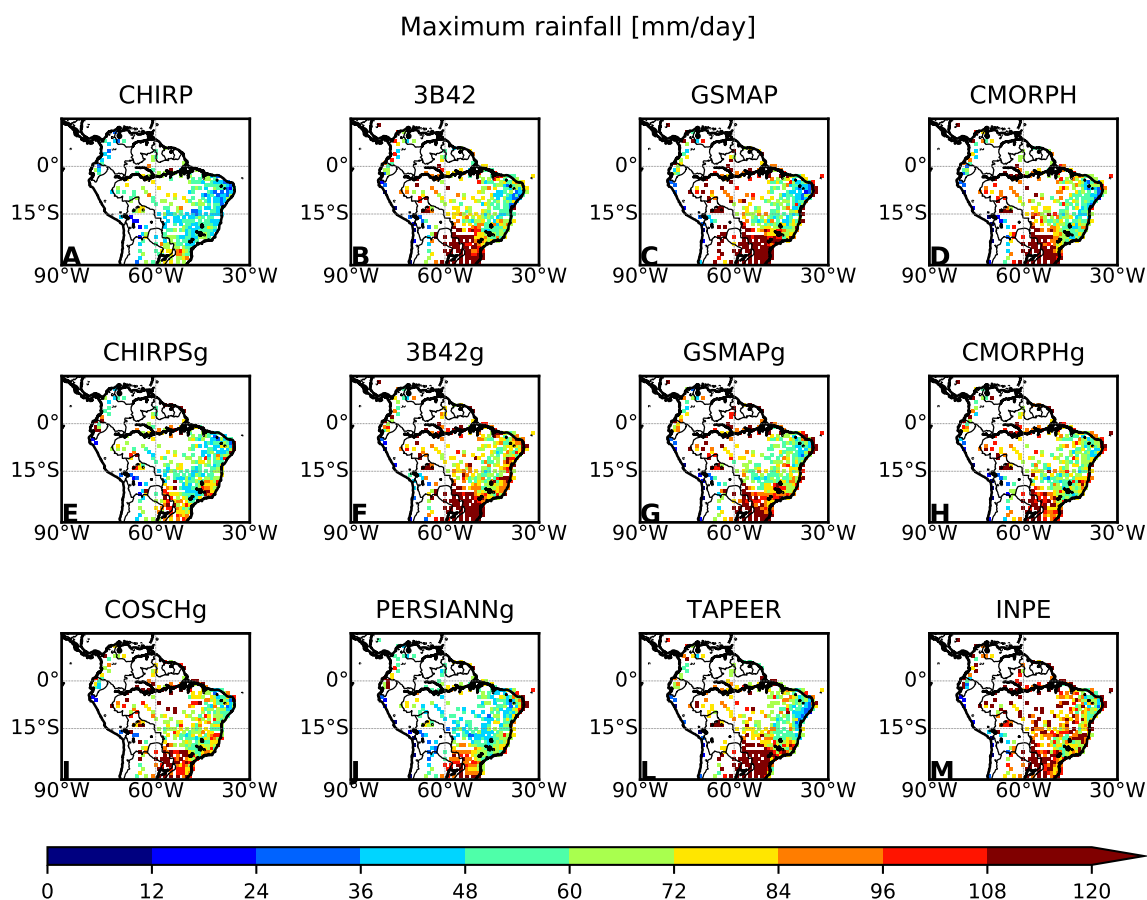 Maximum rainfall [mm/day]
CHIRP 3B42 GSMAP CMORPH
0° 0° 0° 0°
15°S 15°S 15°S 15°S
A B C D
90°W 60°W 30°W 90°W 60°W 30°W 90°W 60°W 30°W 90°W 60°W 30°W
CHIRPSg 3B42g GSMAPg CMORPHg
0° 0° 0° 0°
15°S 15°S 15°S 15°S
E F G H
90°W 60°W 30°W 90°W 60°W 30°W 90°W 60°W 30°W 90°W 60°W 30°W
COSCHg PERSIANNg TAPEER INPE
0° 0° 0° 0°
15°S 15°S 15°S 15°S
I J L M
90°W 60°W 30°W 90°W 60°W 30°W 90°W 60°W 30°W 90°W 60°W 30°W
0 12 24 36 48 60 72 84 96 108 120